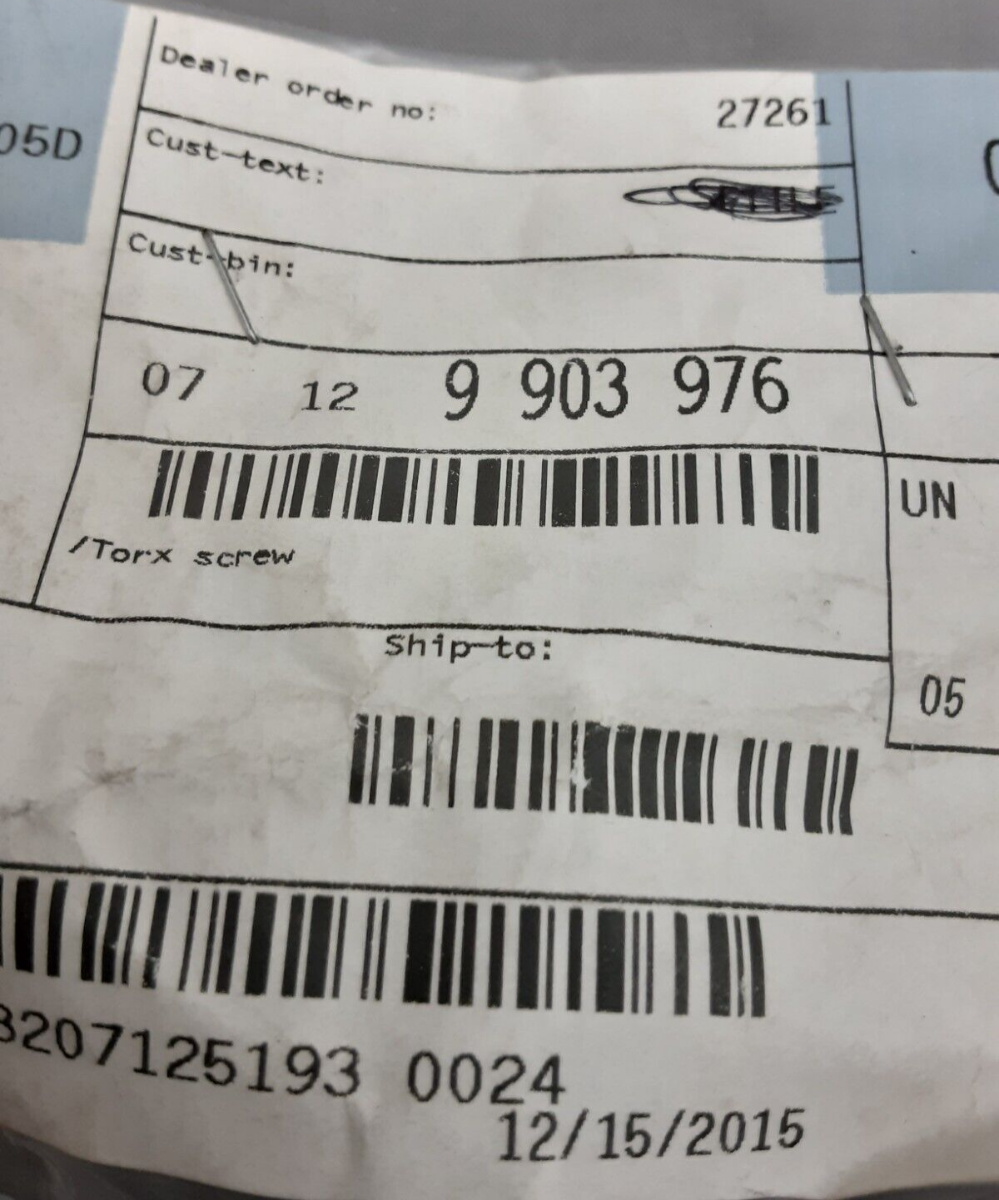 05D
Dealer order no: 27261
Cust-text:
Cust-bin:
07 12 9 903 976
UN
/Torx screw
Ship-to:
05
3207125193 0024
12/15/2015